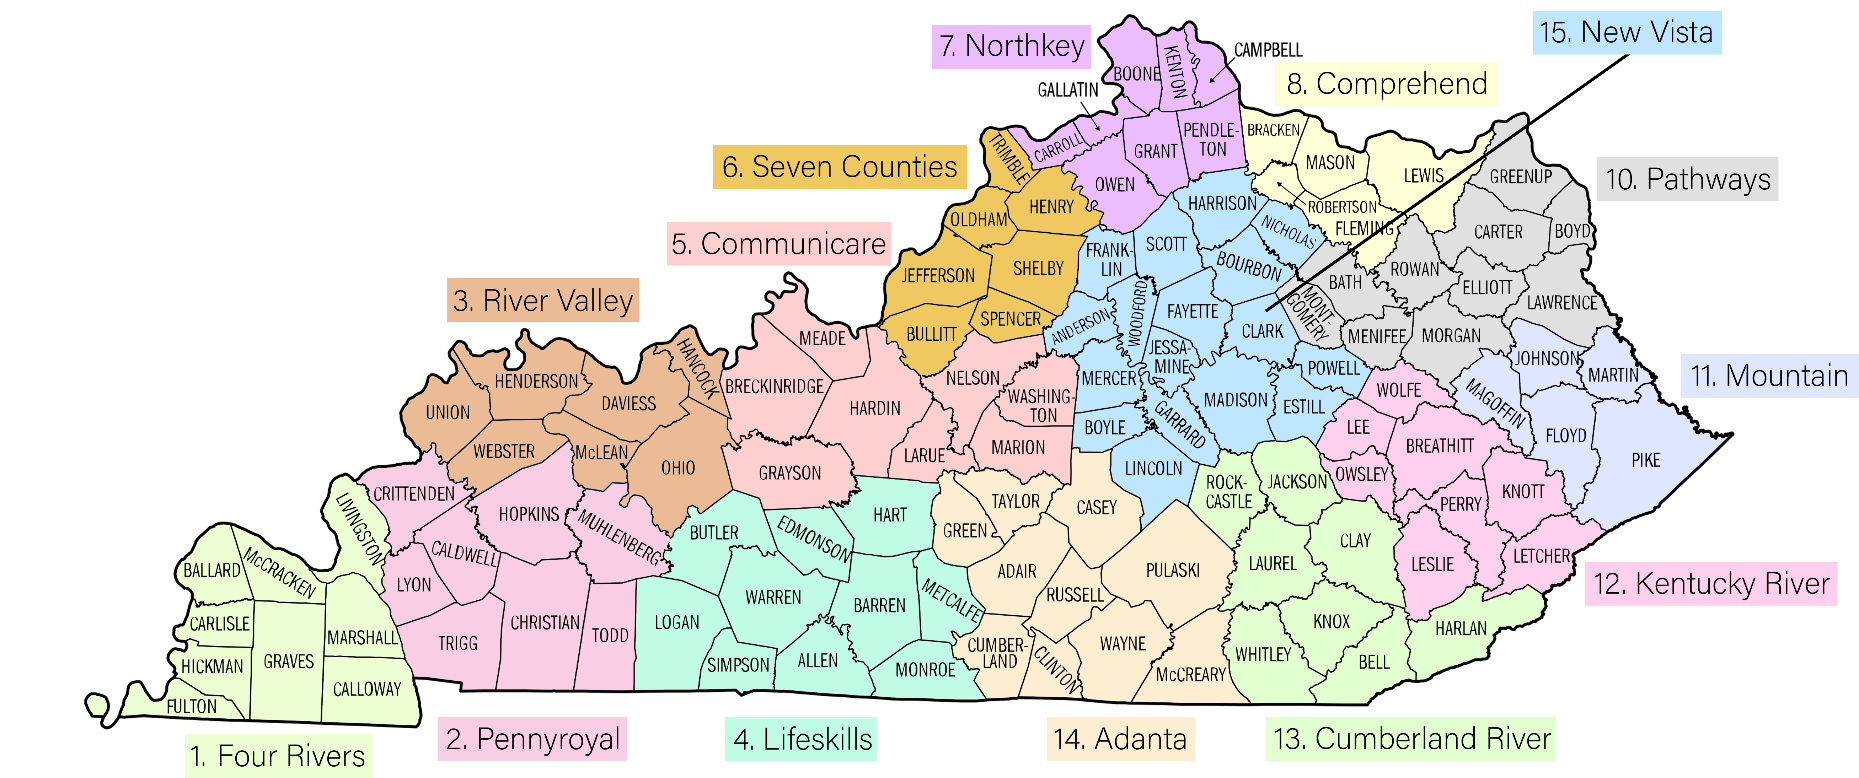 15. New Vista
7. Northkey
CAMPBELL
BOONE
KENTON
8. Comprehend
GALLATIN
BRACKEN
PENDLE-
TON
CARROLL
GRANT
MASON
6. Seven Counties
TRIMBLE
OWEN
LEWIS
GREENUP
10. Pathways
HENRY
OLDHAM
HARRISON
ROBERTSON
FLEMING
NICHOLAS
CARTER
BOYD
5. Communicare
FRANK-
LIN
SCOTT
JEFFERSON
SHELBY
BOURBON
BATH
ROWAN
ELLIOTT
LAWRENCE
3. River Valley
MEADE
BULLITT
SPENCER
ANDERSON
WOODFORD
FAYETTE
CLARK
MONT-
GOMERY
MENIFEE
MORGAN
HANCOCK
JESSA-
MINE
POWELL
JOHNSON
MARTIN
11. Mountain
HENDERSON
BRECKINRIDGE
NELSON
MERCER
WOLFE
MAGOFFIN
UNION
DAVIESS
HARDIN
WASHING-
TON
MADISON
ESTILL
BOYLE
GARRARD
LEE
BREATHITT
FLOYD
WEBSTER
McLEAN
OHIO
GRAYSON
LARUE
MARION
LINCOLN
PIKE
CRITTENDEN
ROCK-
CASTLE
JACKSON
OWSLEY
KNOTT
LIVINGSTON
HOPKINS
MUHLENBERG
BUTLER
EDMONSON
HART
GREEN
TAYLOR
CASEY
PERRY
CALDWELL
CLAY
LETCHER
BALLARD
McCRACKEN
LYON
ADAIR
PULASKI
LAUREL
LESLIE
12. Kentucky River
CARLISLE
MARSHALL
TRIGG
CHRISTIAN
TODD
LOGAN
WARREN
BARREN
METCALFE
RUSSELL
KNOX
HARLAN
HICKMAN
GRAVES
CALLOWAY
SIMPSON
ALLEN
MONROE
CUMBER-
LAND
CLINTON
WAYNE
McCREARY
WHITLEY
BELL
FULTON
1. Four Rivers
2. Pennyroyal
4. Lifeskills
14. Adanta
13. Cumberland River